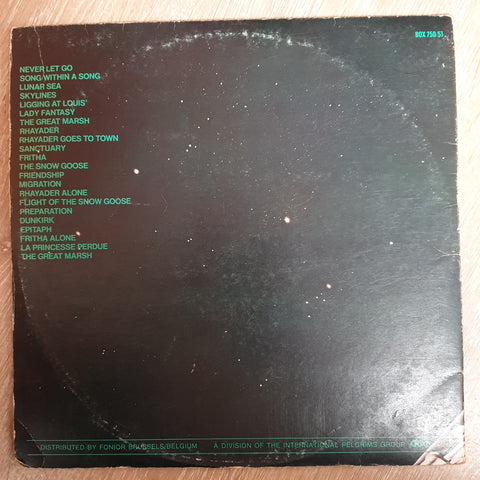 BOX 750 51
NEVER LET GO
SONG/WITHIN A SONG
LUNAR SEA
SKYLINES
LIGGING AT LOUIS'
LADY FANTASY
THE GREAT MARSH
RHAYADER
RHAYADER GOES TO TOWN
SANCTUARY
FRITHA
THE SNOW GOOSE
FRIENDSHIP
MIGRATION
RHAYADER ALONE
FLIGHT OF THE SNOW GOOSE
PREPARATION
DUNKIRK
EPITAPH
FRITHA ALONE
LA PRINCESSE PERDUE
THE GREAT MARSH
DISTRIBUTED BY FONIOR BRUSSELS/BELGIUM A DIVISION OF THE INTERNATIONAL PELGRIMS GROUP